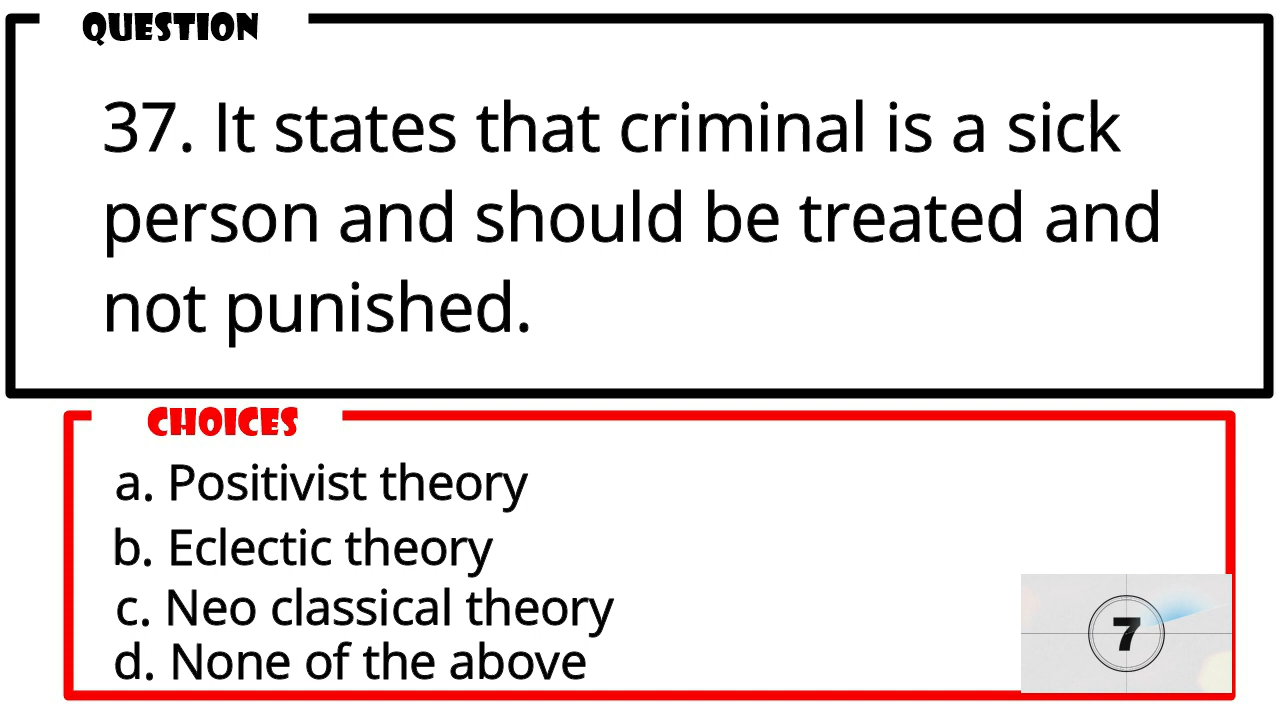 QUESTION
37. It states that criminal is a sick
person and should be treated and
not punished.
CHOICES
a. Positivist theory
b. Eclectic theory
c. Neo classical theory
d. None of the above
7